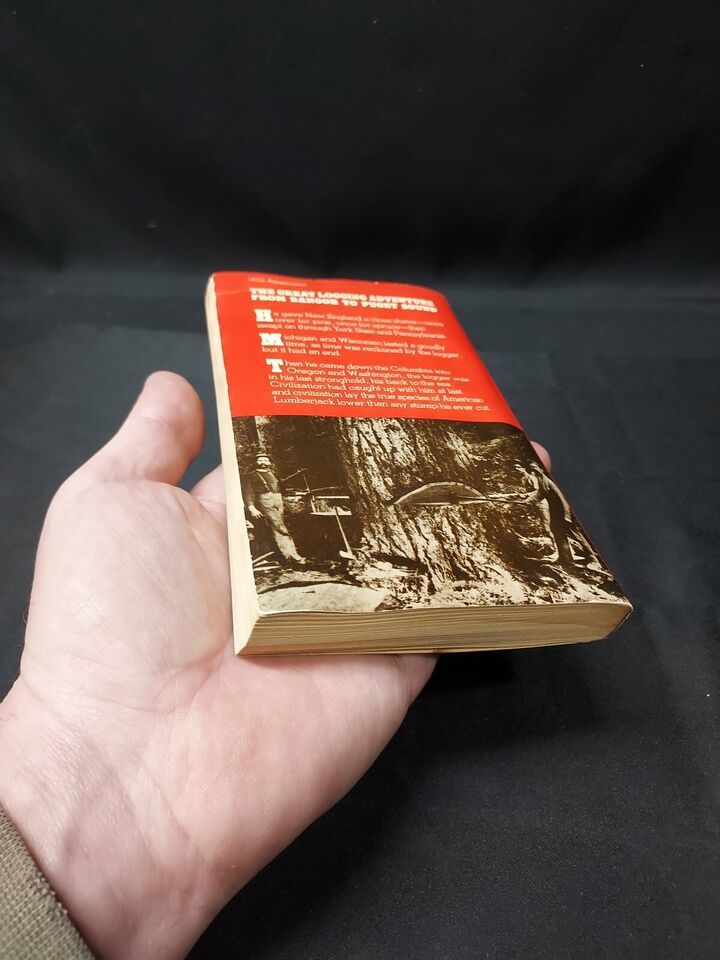 THE GREAT LOGGING ADVENTURE
FROM BANGOR TO PUGET SOUND
He gave New England a close shave—once
over for pine, once for spruce—then
swept on through York State and Pennsylvania.
Michigan and Wisconsin lasted a goodly
time, as time was reckoned by the logger,
but it had an end.
Then he came down the Columbia into
Oregon and Washington, the logger was
in his last stronghold, his back to the sea.
Civilization had caught up with him at last
and civilization lay the true species of American
Lumberjack lower than any stump he ever cut.